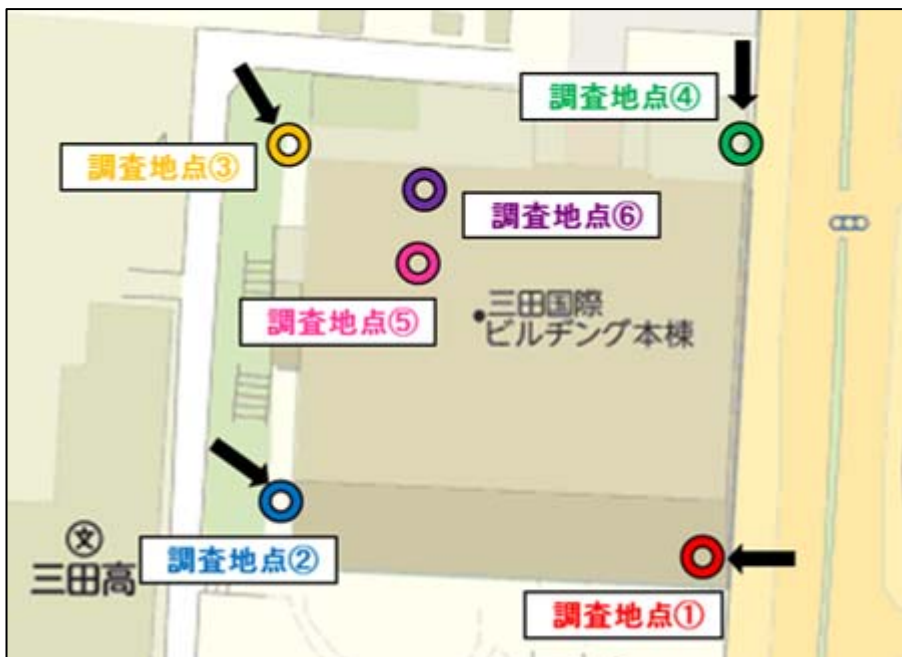 調査地点④
調査地点③
調査地点⑥
三田国際
ビルヂング本棟
調査地点⑤
文
三田高
調査地点②
調査地点①